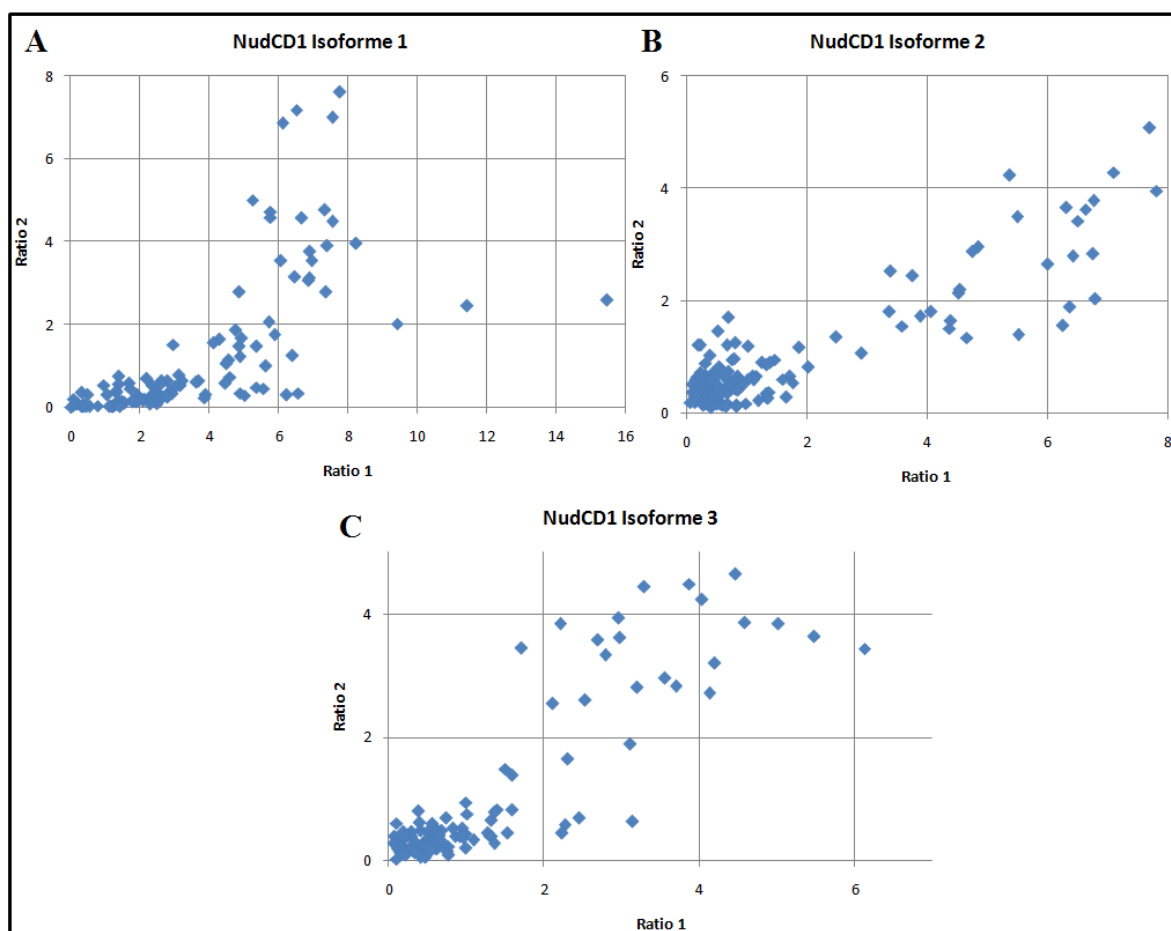 A
NudCD1 Isoforme 1
8
6
4
2
0
Ratio 2
0 2 4 6 8 10 12 14 16
Ratio 1
B
NudCD1 Isoforme 2
6
4
2
0
Ratio 2
0 2 4 6 8
Ratio 1
C
NudCD1 Isoforme 3
4
2
0
Ratio 2
0 2 4 6
Ratio 1